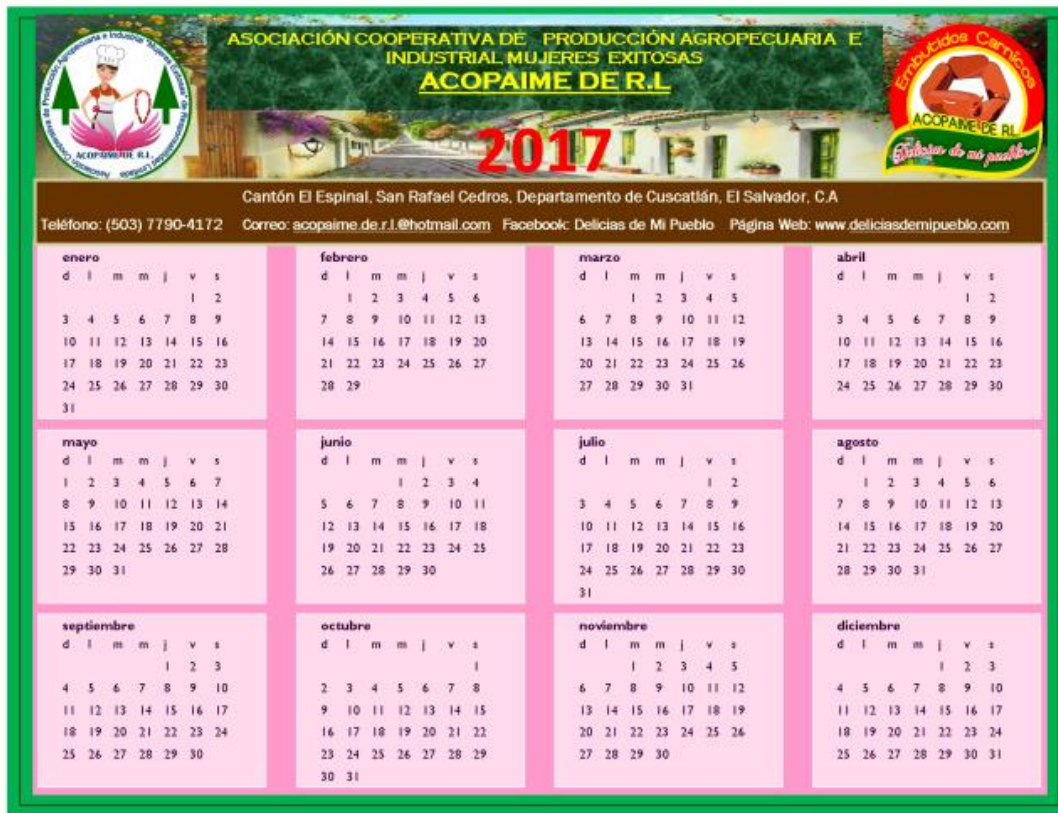 ASOCIACIÓN COOPERATIVA DE PRODUCCIÓN AGROPECUARIA E
INDUSTRIAL MUJERES EXITOSAS
ACOPAIME DE R.L
2017
Asociación Cooperativa de Producción Agropecuaria e Industrial "Mujeres Exitosas" de Responsabilidad Limitada
ACOPAIME DE R.L.
Embutidos Carnicos
ACOPAIME DE R.L.
Delicias de mi pueblo
Cantón El Espinal, San Rafael Cedros, Departamento de Cuscatlán, El Salvador, C.A
Teléfono: (503) 7790-4172 Correo: acopaime.de.r.l.@hotmail.com Facebook: Delicias de Mi Pueblo Página Web: www.deliciasdemipueblo.com
enero
d l m m j v s
1 2
3 4 5 6 7 8 9
10 11 12 13 14 15 16
17 18 19 20 21 22 23
24 25 26 27 28 29 30
31
febrero
d l m m j v s
1 2 3 4 5 6
7 8 9 10 11 12 13
14 15 16 17 18 19 20
21 22 23 24 25 26 27
28 29
marzo
d l m m j v s
1 2 3 4 5
6 7 8 9 10 11 12
13 14 15 16 17 18 19
20 21 22 23 24 25 26
27 28 29 30 31
abril
d l m m j v s
1 2
3 4 5 6 7 8 9
10 11 12 13 14 15 16
17 18 19 20 21 22 23
24 25 26 27 28 29 30
mayo
d l m m j v s
1 2 3 4 5 6 7
8 9 10 11 12 13 14
15 16 17 18 19 20 21
22 23 24 25 26 27 28
29 30 31
junio
d l m m j v s
1 2 3 4
5 6 7 8 9 10 11
12 13 14 15 16 17 18
19 20 21 22 23 24 25
26 27 28 29 30
julio
d l m m j v s
1 2
3 4 5 6 7 8 9
10 11 12 13 14 15 16
17 18 19 20 21 22 23
24 25 26 27 28 29 30
31
agosto
d l m m j v s
1 2 3 4 5 6
7 8 9 10 11 12 13
14 15 16 17 18 19 20
21 22 23 24 25 26 27
28 29 30 31
septiembre
d l m m j v s
1 2 3
4 5 6 7 8 9 10
11 12 13 14 15 16 17
18 19 20 21 22 23 24
25 26 27 28 29 30
octubre
d l m m j v s
1
2 3 4 5 6 7 8
9 10 11 12 13 14 15
16 17 18 19 20 21 22
23 24 25 26 27 28 29
30 31
noviembre
d l m m j v s
1 2 3 4 5
6 7 8 9 10 11 12
13 14 15 16 17 18 19
20 21 22 23 24 25 26
27 28 29 30
diciembre
d l m m j v s
1 2 3
4 5 6 7 8 9 10
11 12 13 14 15 16 17
18 19 20 21 22 23 24
25 26 27 28 29 30 31